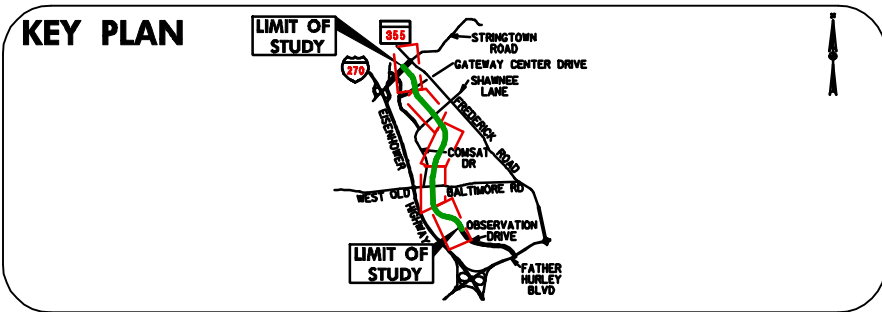 KEY PLAN
LIMIT OF
STUDY
355
STRINGTOWN
ROAD
270
GATEWAY CENTER DRIVE
SHAWNEE
LANE
EISENHOWER
HIGHWAY
FREDERICK ROAD
COMSAT
DR
WEST OLD BALTIMORE RD
OBSERVATION
DRIVE
LIMIT OF
STUDY
FATHER
HURLEY
BLVD